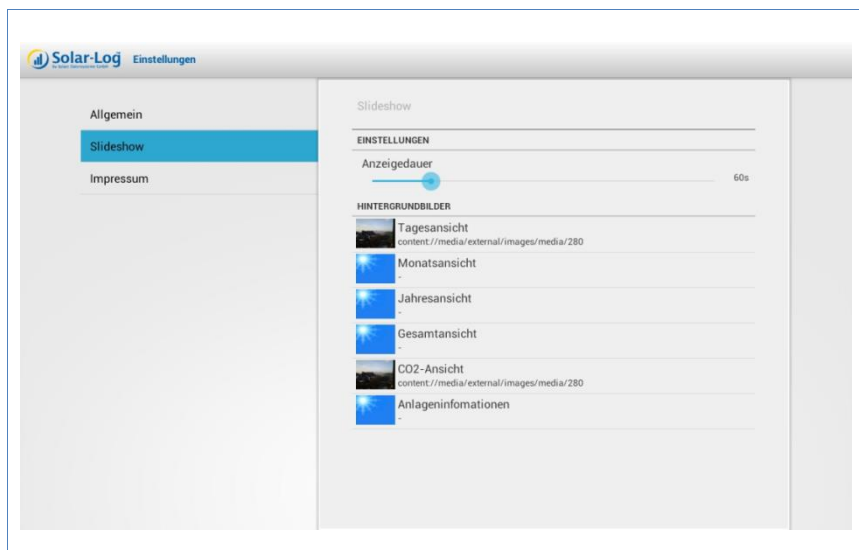 Solar-Log™ Einstellungen
Allgemein
Slideshow
Impressum
Slideshow
EINSTELLUNGEN
Anzeigedauer
60s
HINTERGRUNDBILDER
Tagesansicht
content://media/external/images/media/280
Monatsansicht
-
Jahresansicht
-
Gesamtansicht
-
CO2-Ansicht
content://media/external/images/media/280
Anlageninfomationen
-